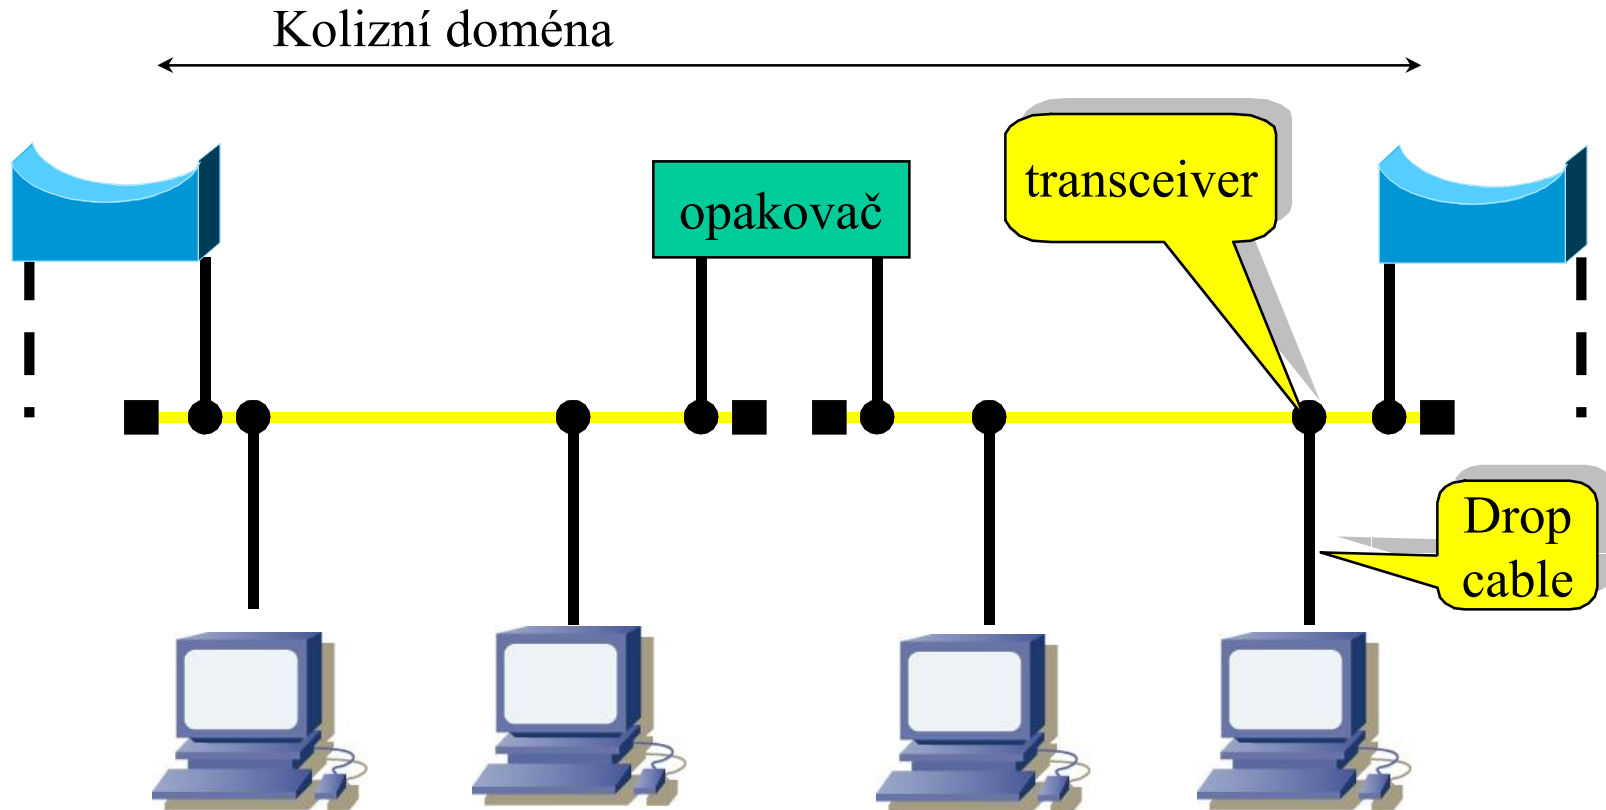 Kolizní doména
transceiver
opakovač
Drop
cable